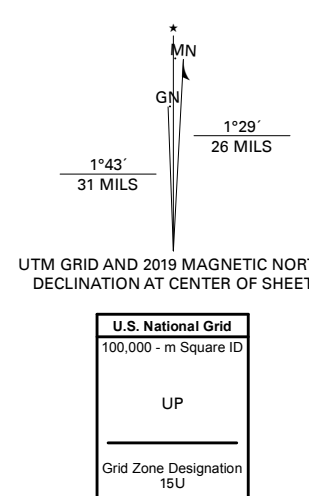 ★
MN
GN
1°29´
26 MILS
1°43´
31 MILS
UTM GRID AND 2019 MAGNETIC NORT
DECLINATION AT CENTER OF SHEET
U.S. National Grid
100,000 - m Square ID
UP
Grid Zone Designation
15U